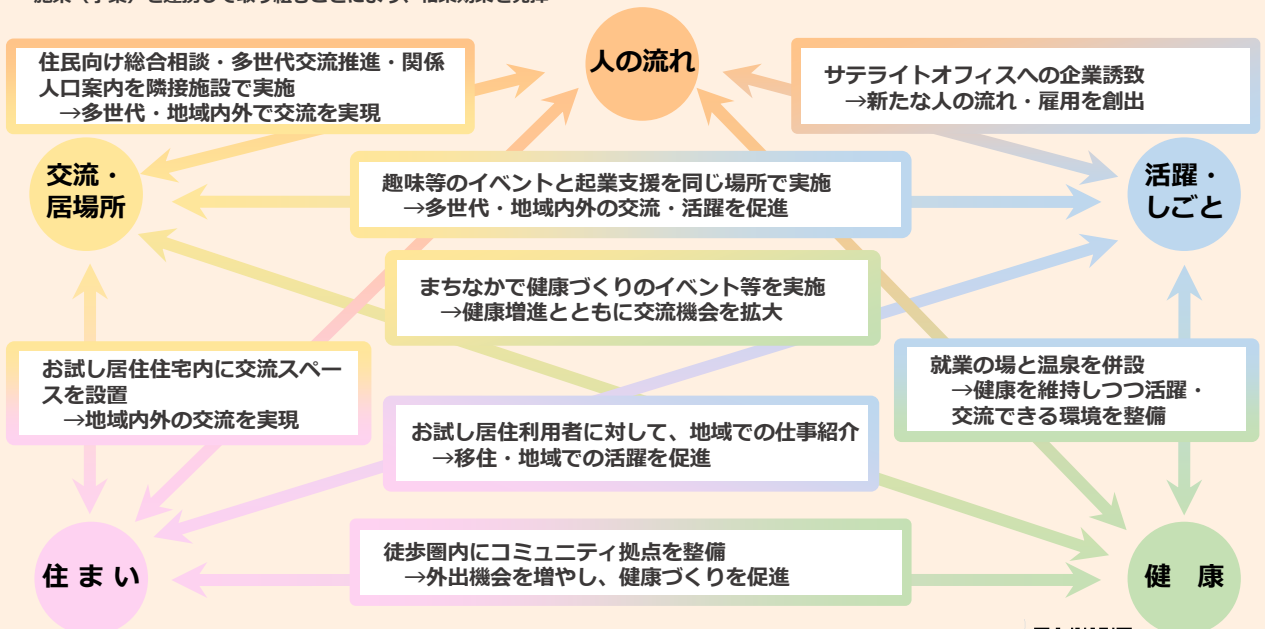 人の流れ
住民向け総合相談・多世代交流推進・関係
人口案内を隣接施設で実施
→多世代・地域内外で交流を実現
サテライトオフィスへの企業誘致
→新たな人の流れ・雇用を創出
交流・
居場所
趣味等のイベントと起業支援を同じ場所で実施
→多世代・地域内外の交流・活躍を促進
活躍・
しごと
まちなかで健康づくりのイベント等を実施
→健康増進とともに交流機会を拡大
お試し居住住宅内に交流スペー
スを設置
→地域内外の交流を実現
就業の場と温泉を併設
→健康を維持しつつ活躍・
交流できる環境を整備
お試し居住利用者に対して、地域での仕事紹介
→移住・地域での活躍を促進
住まい
徒歩圏内にコミュニティ拠点を整備
→外出機会を増やし、健康づくりを促進
健 康